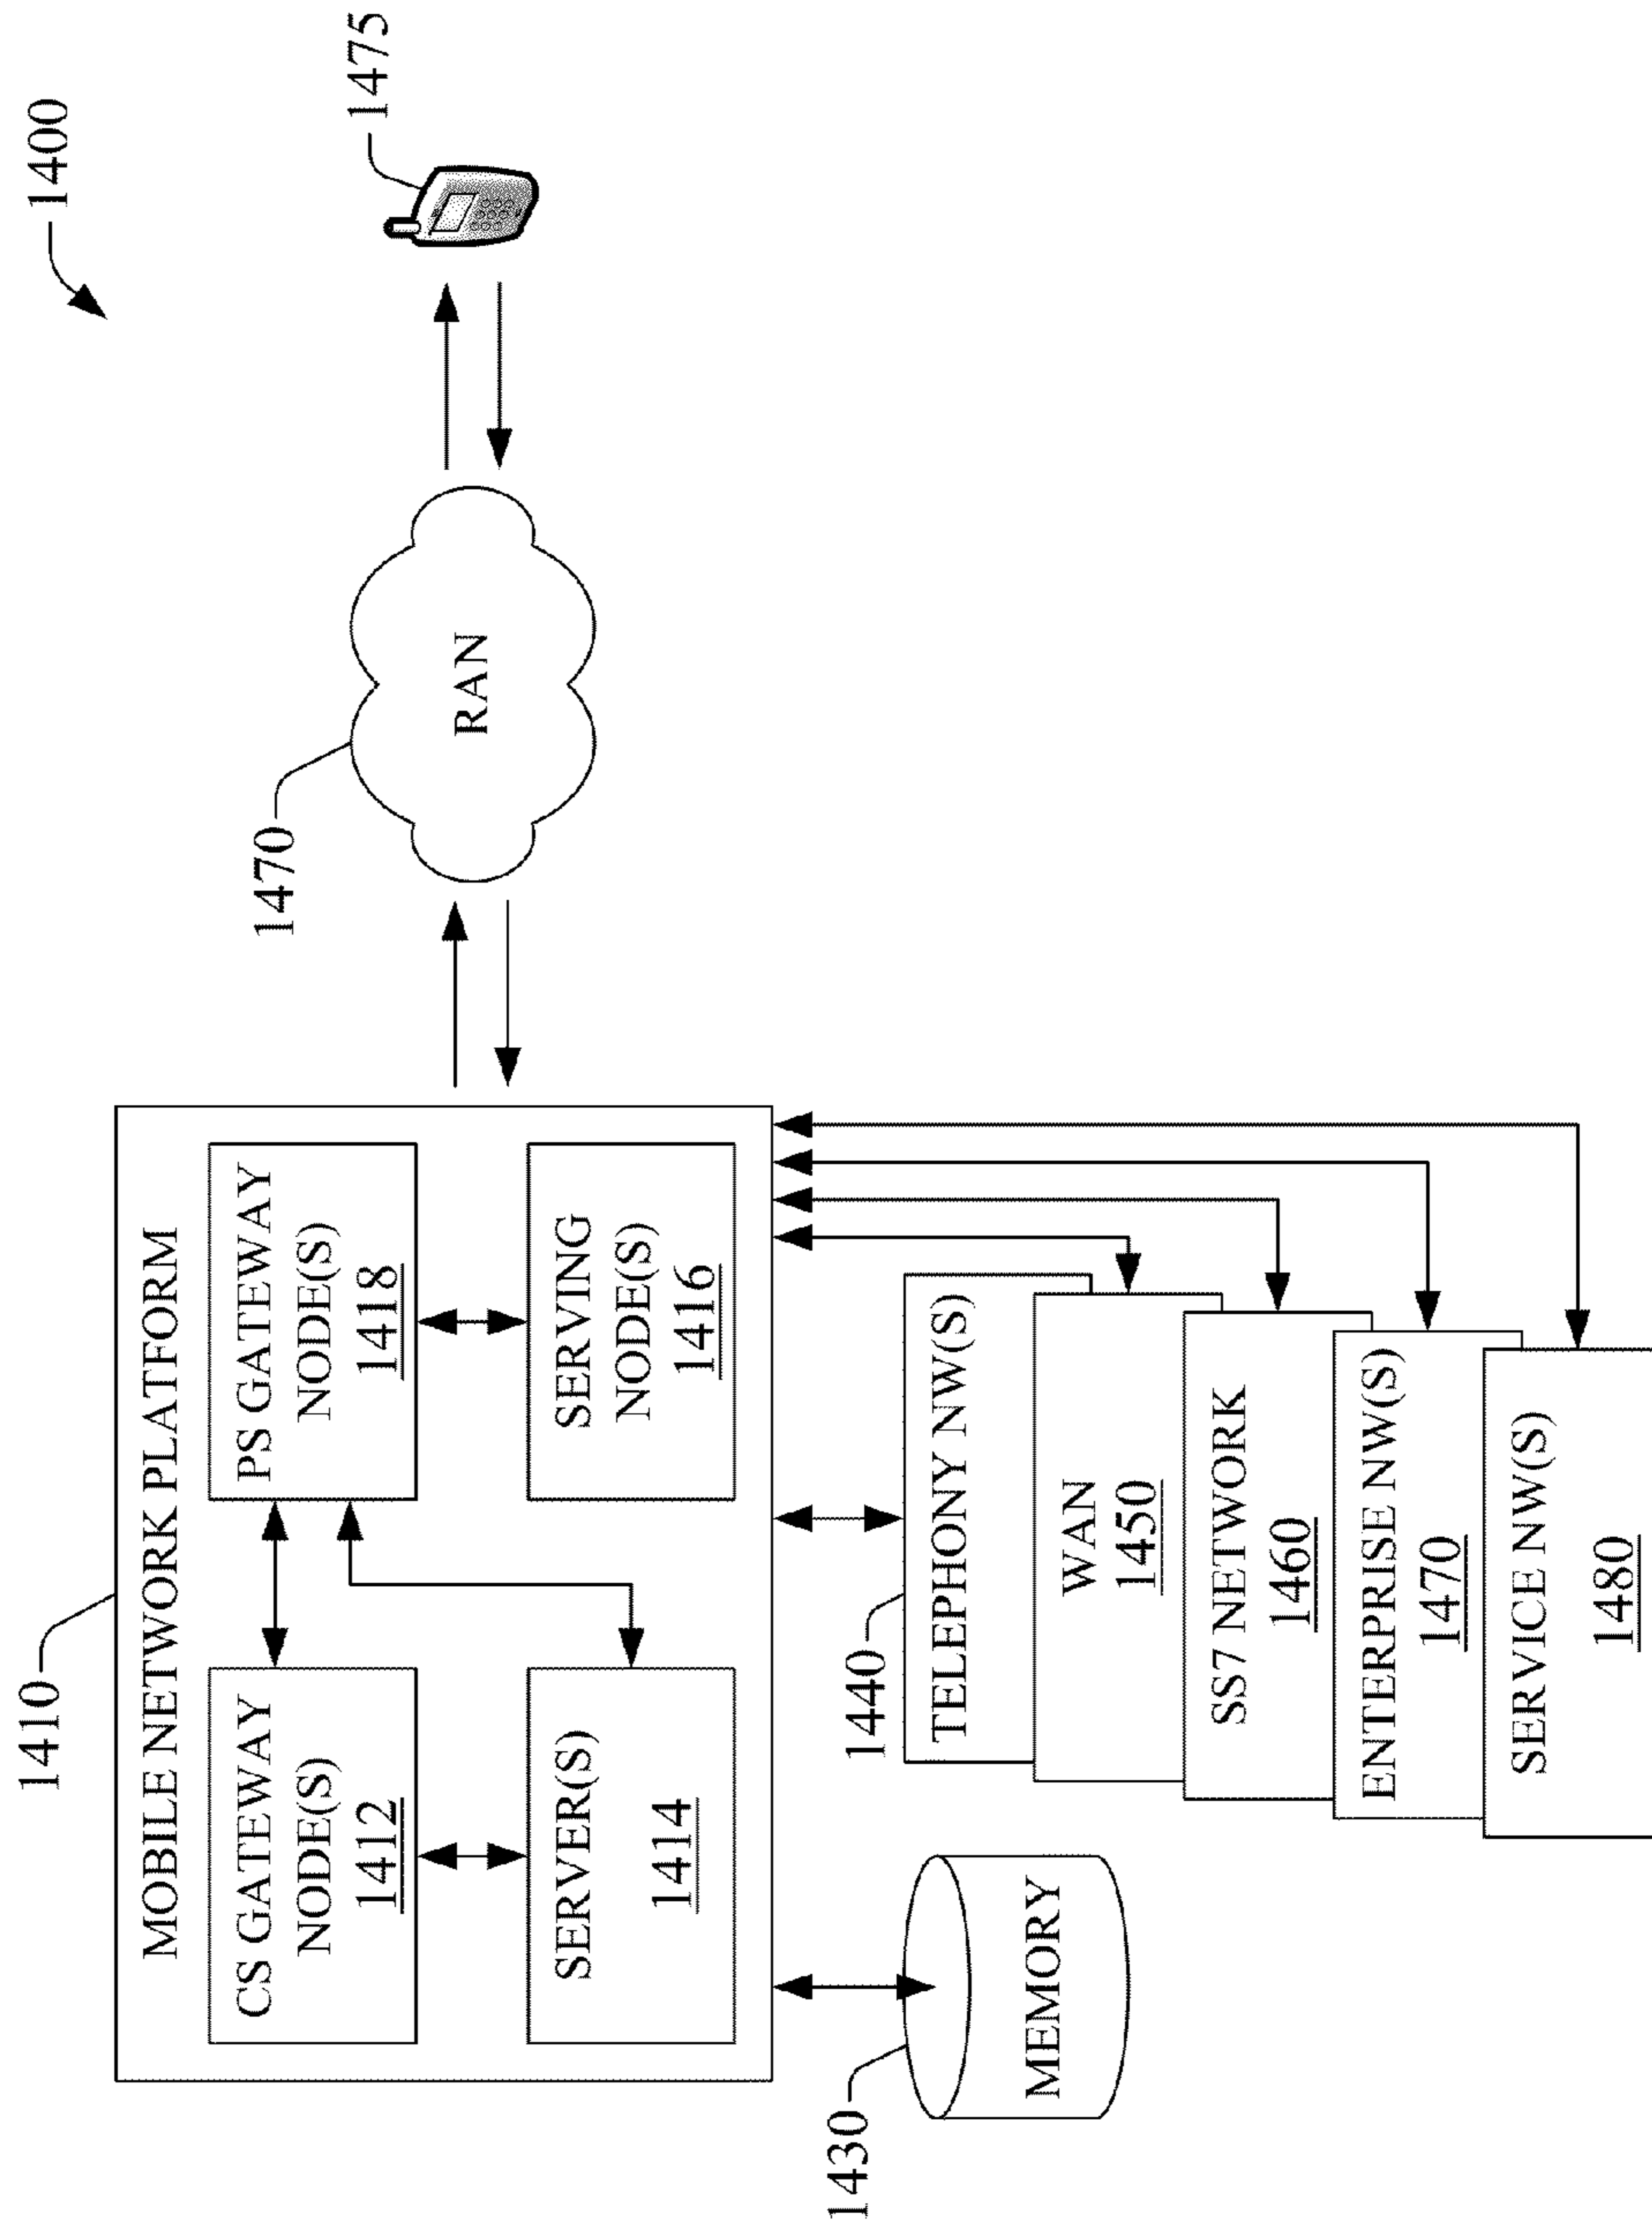 1400
1410
MOBILE NETWORK PLATFORM
CS GATEWAY
NODE(S)
1412
PS GATEWAY
NODE(S)
1418
SERVER(S)
1414
SERVING
NODE(S)
1416
1470
RAN
1475
1430
MEMORY
1440
TELEPHONY NW(S)
WAN
1450
SS7 NETWORK
1460
ENTERPRISE NW(S)
1470
SERVICE NW(S)
1480